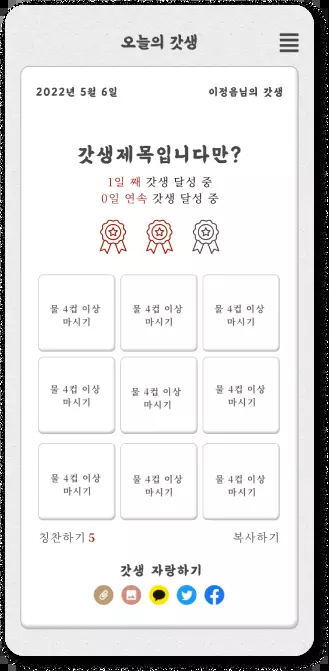 오늘의 갓생
2022년 5월 6일
이정음님의 갓생
갓생제목입니다만?
1일 째 갓생 달성 중
0일 연속 갓생 달성 중
물 4컵 이상
마시기
물 4컵 이상
마시기
물 4컵 이상
마시기
물 4컵 이상
마시기
물 4컵 이상
마시기
물 4컵 이상
마시기
물 4컵 이상
마시기
물 4컵 이상
마시기
물 4컵 이상
마시기
칭찬하기 5
복사하기
갓생 자랑하기